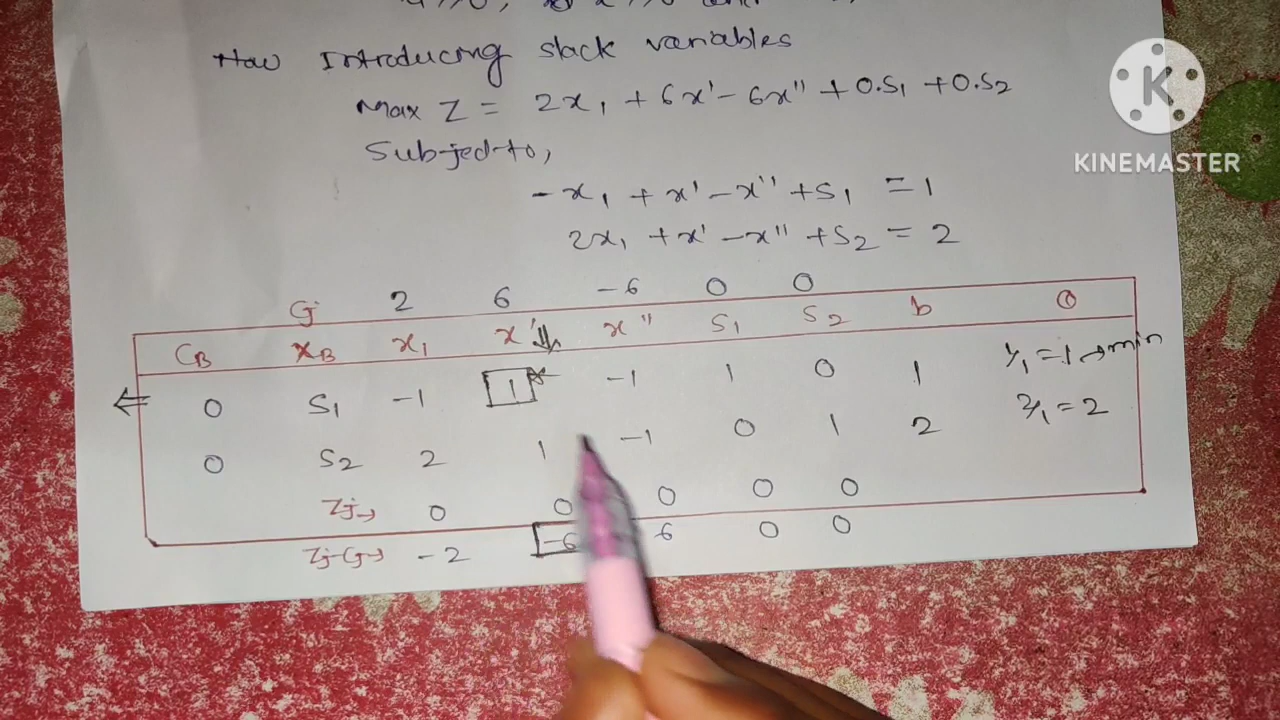 Now Introducing slack variables
Max Z = 2x₁ + 6x' - 6x'' + 0.S₁ + 0.S₂
Subject to,
-x₁ + x' - x'' + S₁ = 1
2x₁ + x' - x'' + S₂ = 2
K
KINEMASTER
Cj 2 6 -6 0 0
CB XB x₁ x' x'' S₁ S₂ b θ
0 S₁ -1 1 -1 1 0 1 1/1 = 1 → min
0 S₂ 2 1 -1 0 1 2 2/1 = 2
Zj→ 0 0 0 0 0
Zj-Cj→ -2 -6 6 0 0